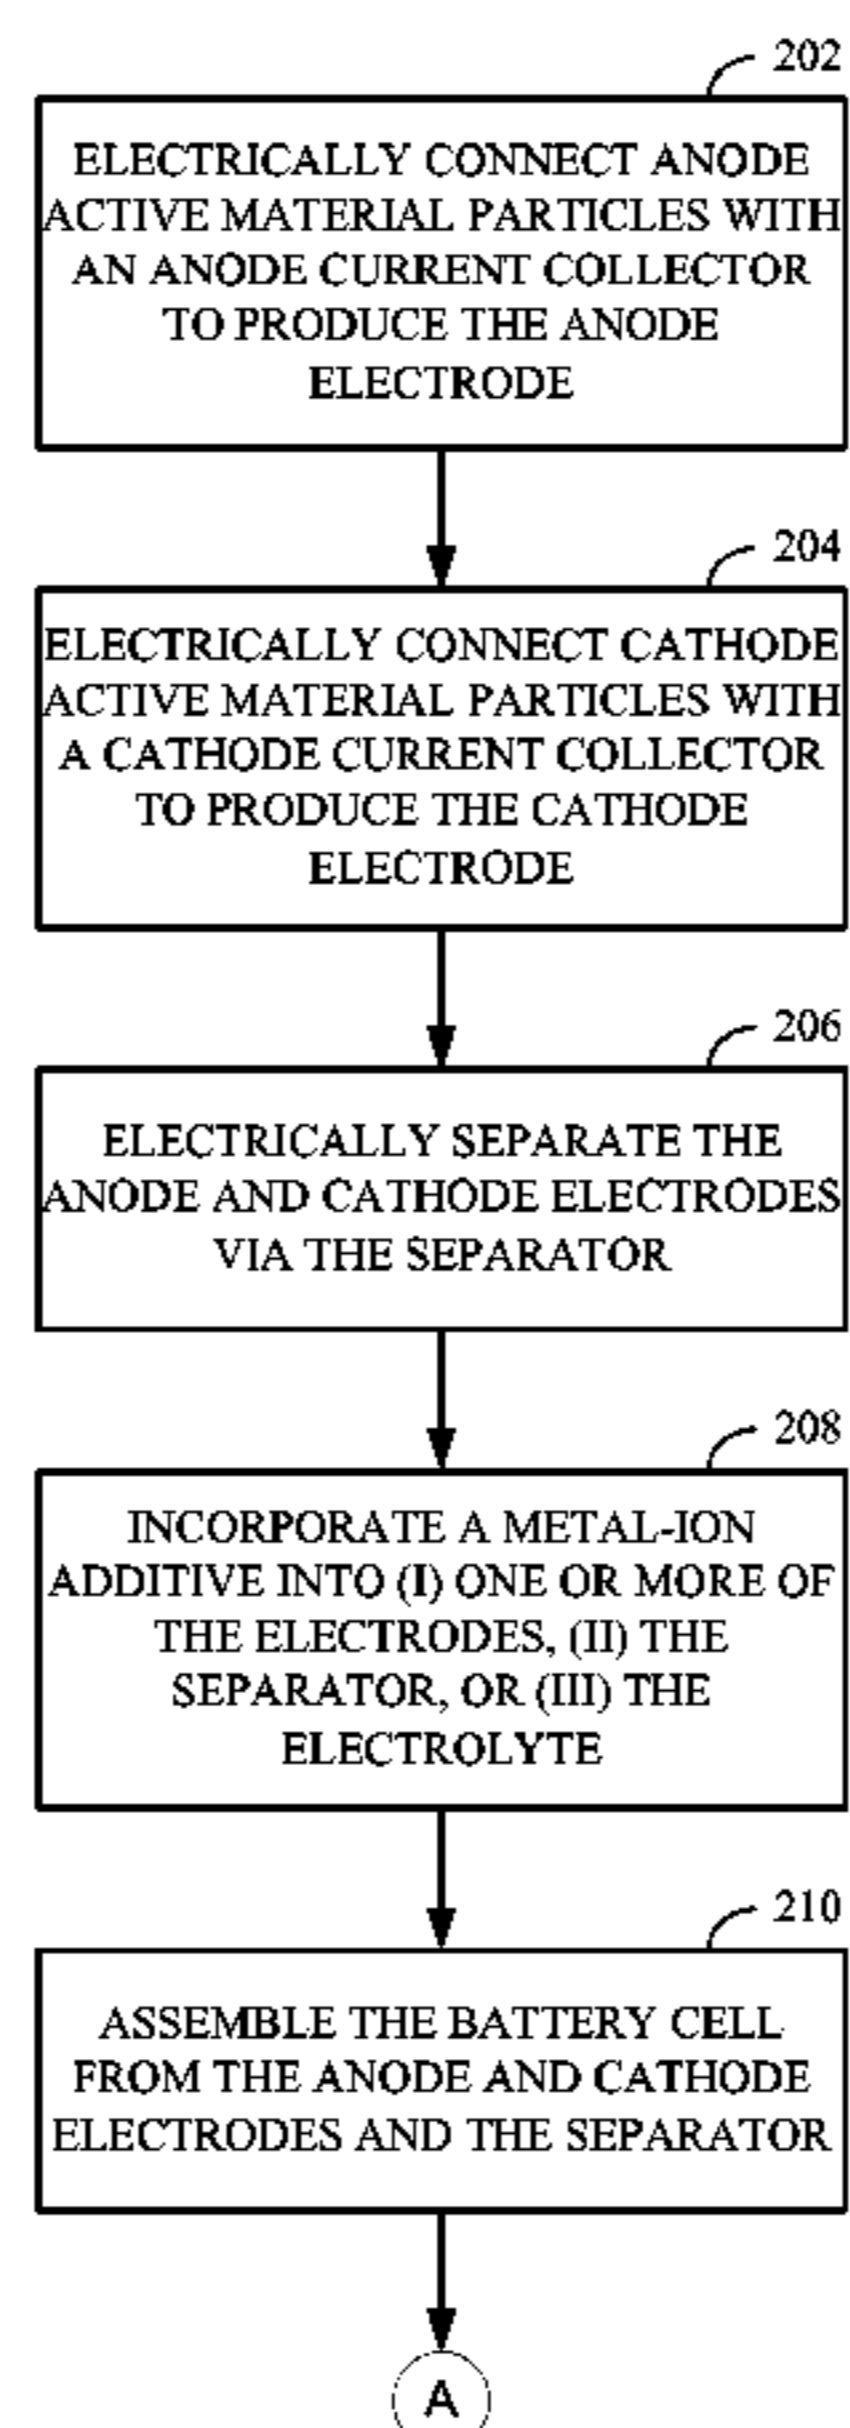 202
ELECTRICALLY CONNECT ANODE
ACTIVE MATERIAL PARTICLES WITH
AN ANODE CURRENT COLLECTOR
TO PRODUCE THE ANODE
ELECTRODE
204
ELECTRICALLY CONNECT CATHODE
ACTIVE MATERIAL PARTICLES WITH
A CATHODE CURRENT COLLECTOR
TO PRODUCE THE CATHODE
ELECTRODE
206
ELECTRICALLY SEPARATE THE
ANODE AND CATHODE ELECTRODES
VIA THE SEPARATOR
208
INCORPORATE A METAL-ION
ADDITIVE INTO (I) ONE OR MORE OF
THE ELECTRODES, (II) THE
SEPARATOR, OR (III) THE
ELECTROLYTE
210
ASSEMBLE THE BATTERY CELL
FROM THE ANODE AND CATHODE
ELECTRODES AND THE SEPARATOR
A